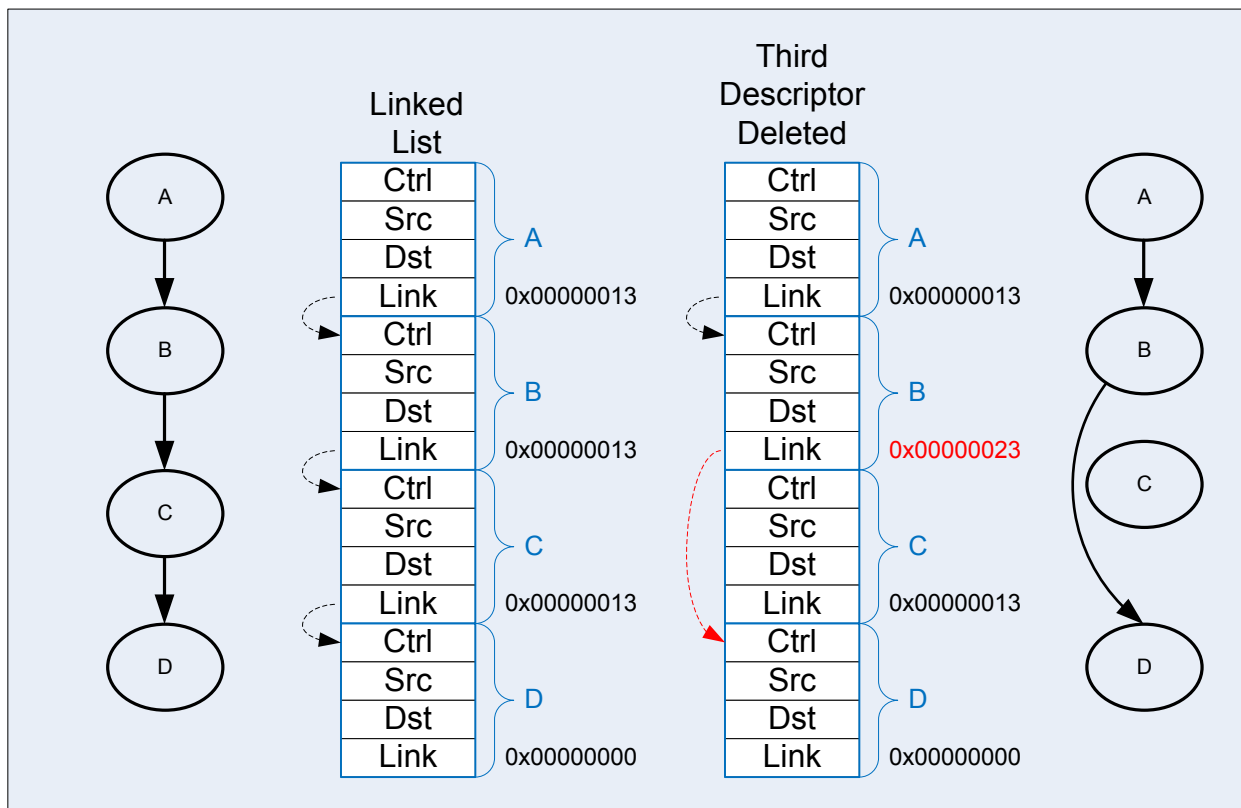 Linked
List
Third
Descriptor
Deleted
A
B
C
D
Ctrl
Src
Dst
Link
A
0x00000013
Ctrl
Src
Dst
Link
B
0x00000013
Ctrl
Src
Dst
Link
C
0x00000013
Ctrl
Src
Dst
Link
D
0x00000000
Ctrl
Src
Dst
Link
A
0x00000013
Ctrl
Src
Dst
Link
B
0x00000023
Ctrl
Src
Dst
Link
C
0x00000013
Ctrl
Src
Dst
Link
D
0x00000000
A
B
C
D